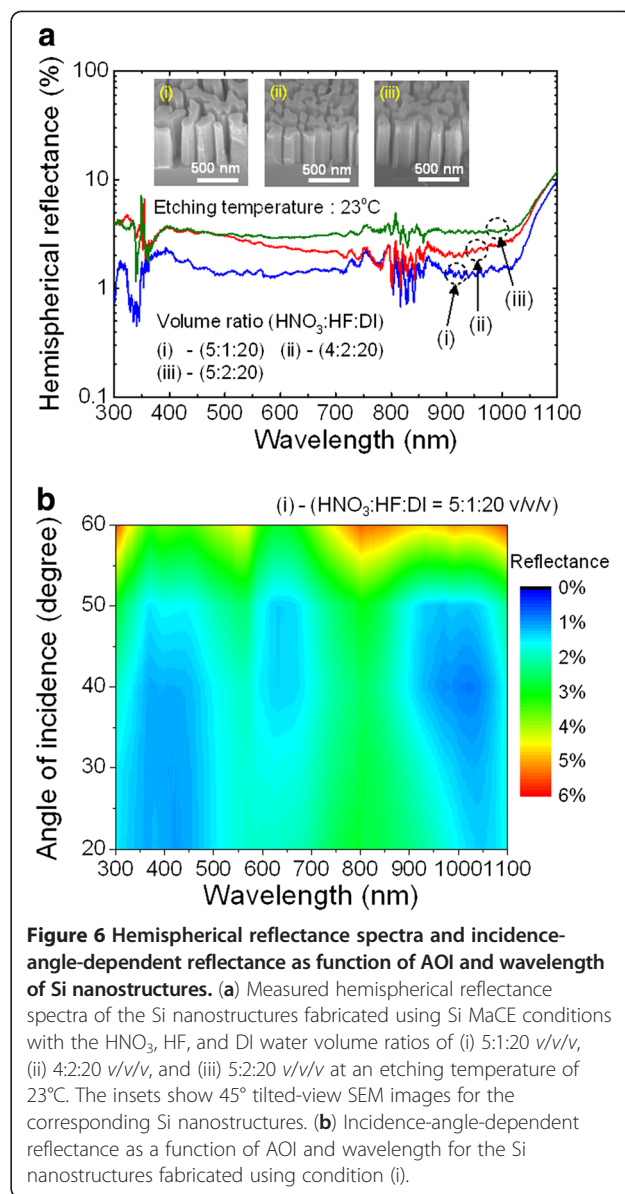 a
Hemispherical reflectance (%)
100
10
1
0.1
(i)
(ii)
(iii)
500 nm
500 nm
500 nm
Etching temperature : 23°C
Volume ratio (HNO₃:HF:DI)
(i) - (5:1:20) (ii) - (4:2:20)
(iii) - (5:2:20)
(i)
(ii)
(iii)
300 400 500 600 700 800 900 1000 1100
Wavelength (nm)
b
(i) - (HNO₃:HF:DI = 5:1:20 v/v/v)
Angle of incidence (degree)
60
50
40
30
20
300 400 500 600 700 800 900 1000 1100
Wavelength (nm)
Reflectance
0%
1%
2%
3%
4%
5%
6%
Figure 6 Hemispherical reflectance spectra and incidence-
angle-dependent reflectance as function of AOI and wavelength
of Si nanostructures. (a) Measured hemispherical reflectance
spectra of the Si nanostructures fabricated using Si MaCE conditions
with the HNO₃, HF, and DI water volume ratios of (i) 5:1:20 v/v/v,
(ii) 4:2:20 v/v/v, and (iii) 5:2:20 v/v/v at an etching temperature of
23°C. The insets show 45° tilted-view SEM images for the
corresponding Si nanostructures. (b) Incidence-angle-dependent
reflectance as a function of AOI and wavelength for the Si
nanostructures fabricated using condition (i).